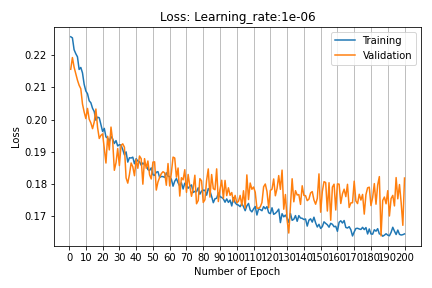 Loss: Learning_rate:1e-06
Training
Validation
0.22
0.21
0.20
0.19
0.18
0.17
Loss
0 10 20 30 40 50 60 70 80 90 100110120130140150160170180190200
Number of Epoch